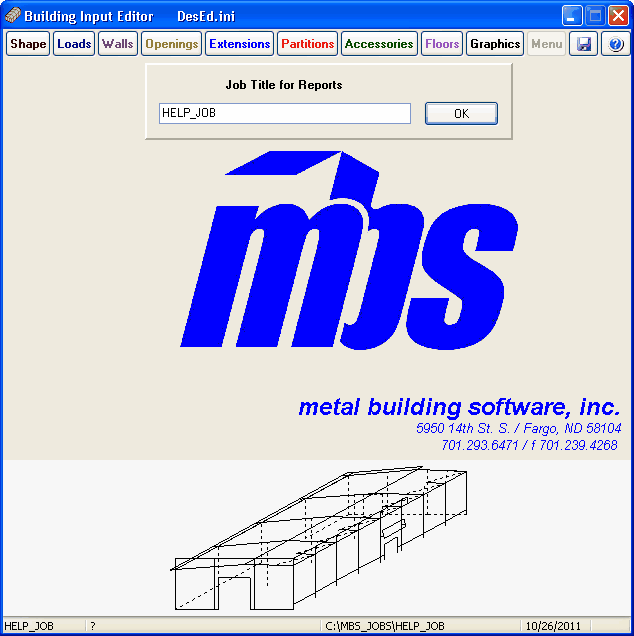 Building Input Editor DesEd.ini
Shape Loads Walls Openings Extensions Partitions Accessories Floors Graphics Menu ?
Job Title for Reports
HELP_JOB OK
mbs
metal building software, inc.
5950 14th St. S. / Fargo, ND 58104
701.293.6471 / f 701.239.4268
HELP_JOB ? C:\MBS_JOBS\HELP_JOB 10/26/2011